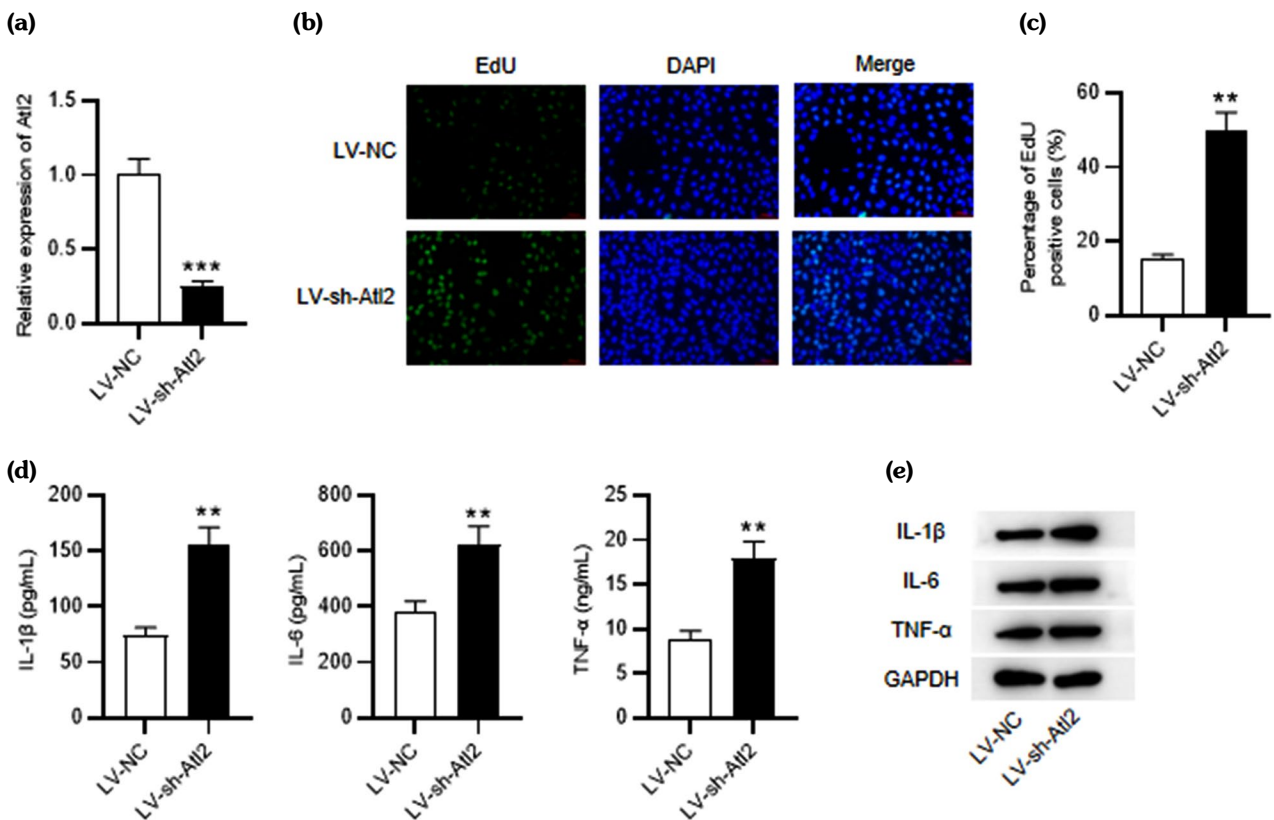 (a)
Relative expression of Atl2
1.5
1.0
0.5
0.0
***
LV-NC
LV-sh-Atl2
(b)
EdU
DAPI
Merge
LV-NC
LV-sh-Atl2
(c)
Percentage of EdU
positive cells (%)
60
40
20
0
**
LV-NC
LV-sh-Atl2
(d)
IL-1β (pg/mL)
200
150
100
50
0
**
LV-NC
LV-sh-Atl2
IL-6 (pg/mL)
800
600
400
200
0
**
LV-NC
LV-sh-Atl2
TNF-α (ng/mL)
25
20
15
10
5
0
**
LV-NC
LV-sh-Atl2
(e)
IL-1β
IL-6
TNF-α
GAPDH
LV-NC
LV-sh-Atl2